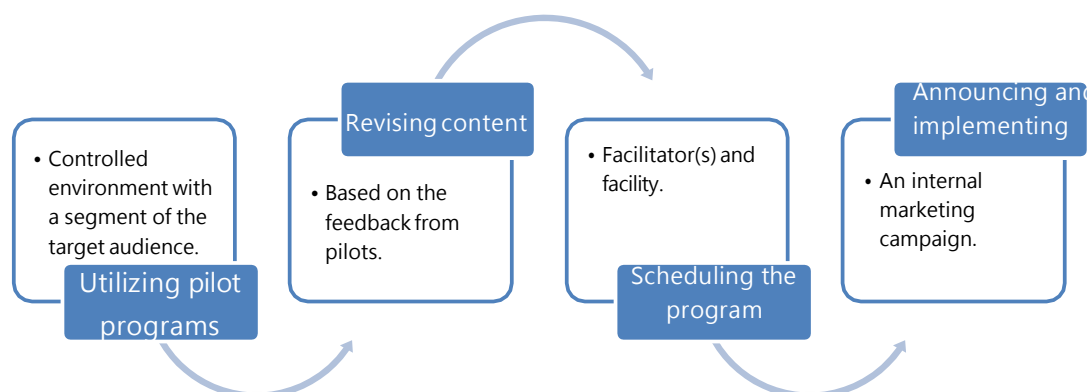 • Controlled
environment with
a segment of the
target audience.
Utilizing pilot
programs
Revising content
• Based on the
feedback from
pilots.
• Facilitator(s) and
facility.
Scheduling the
program
Announcing and
implementing
• An internal
marketing
campaign.